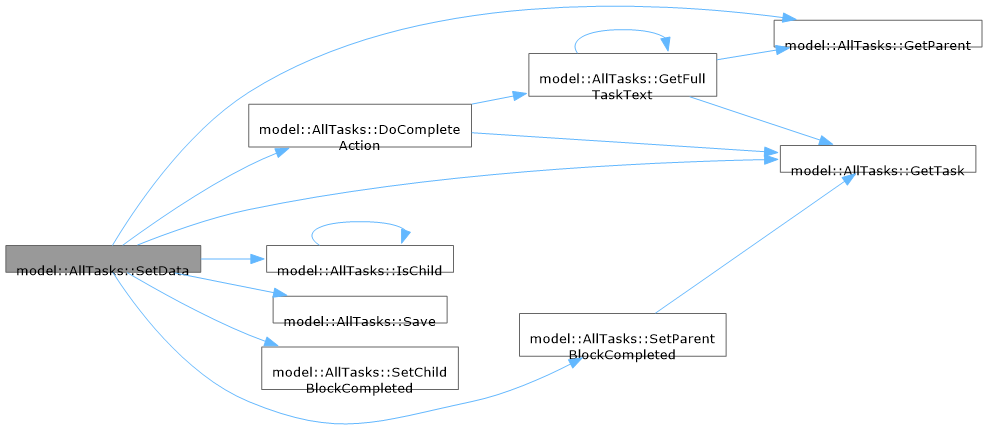 model::AllTasks::GetParent
model::AllTasks::GetFull
TaskText
model::AllTasks::DoComplete
Action
model::AllTasks::GetTask
model::AllTasks::SetData
model::AllTasks::IsChild
model::AllTasks::Save
model::AllTasks::SetParent
BlockCompleted
model::AllTasks::SetChild
BlockCompleted